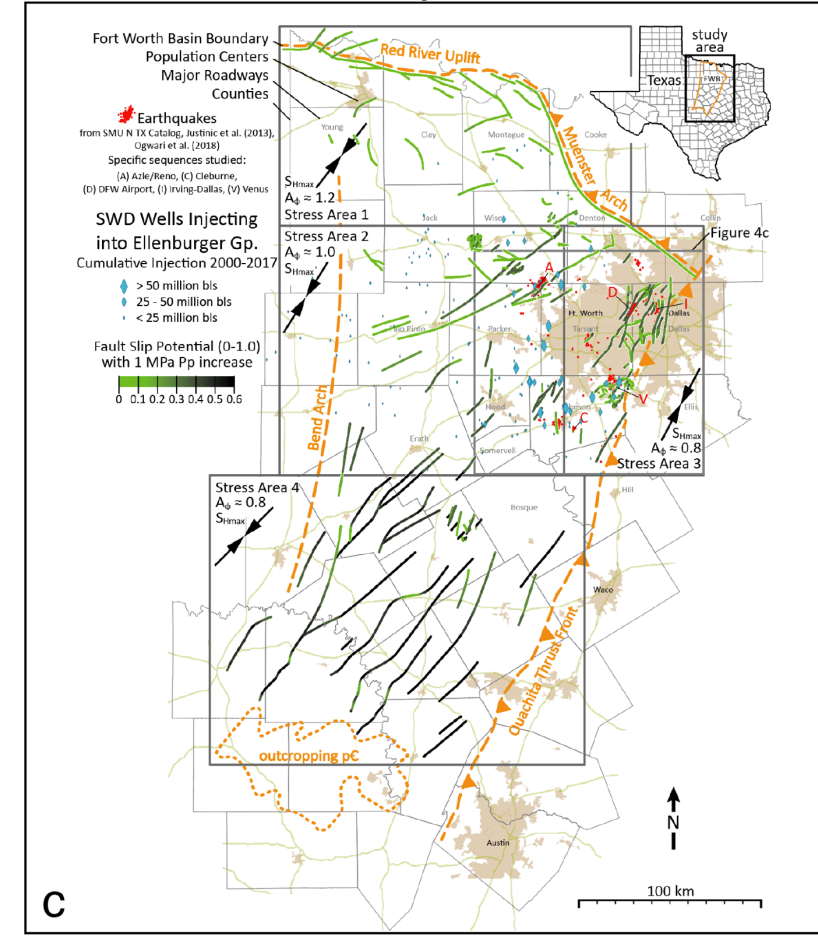 Fort Worth Basin Boundary
Population Centers
Major Roadways
Counties
Earthquakes
from SMU N TX Catalog, Justinic et al. (2013),
Ogwari et al. (2018)
Specific sequences studied:
(A) Azle/Reno, (C) Cleburne,
(D) DFW Airport, (I) Irving-Dallas, (V) Venus
SWD Wells Injecting
into Ellenburger Gp.
Cumulative Injection 2000-2017
> 50 million bls
25 - 50 million bls
< 25 million bls
Fault Slip Potential (0-1.0)
with 1 MPa Pp increase
0 0.1 0.2 0.3 0.4 0.5 0.6
Red River Uplift
study
area
Texas
FWB
Young
Clay
Montague
Cooke
Muenster Arch
SHmax
Aϕ ≈ 1.2
Stress Area 1
Jack
Wise
Denton
Collin
Figure 4c
Stress Area 2
Aϕ ≈ 1.0
SHmax
A
D
I
Ft. Worth
Dallas
Palo Pinto
Parker
Tarrant
Dallas
Bend Arch
Hood
V
Ellis
C
Erath
Somervell
SHmax
Aϕ ≈ 0.8
Stress Area 3
Stress Area 4
Aϕ ≈ 0.8
SHmax
Hill
Bosque
Waco
Ouachita Thrust Front
outcropping pЄ
Austin
N
100 km
C